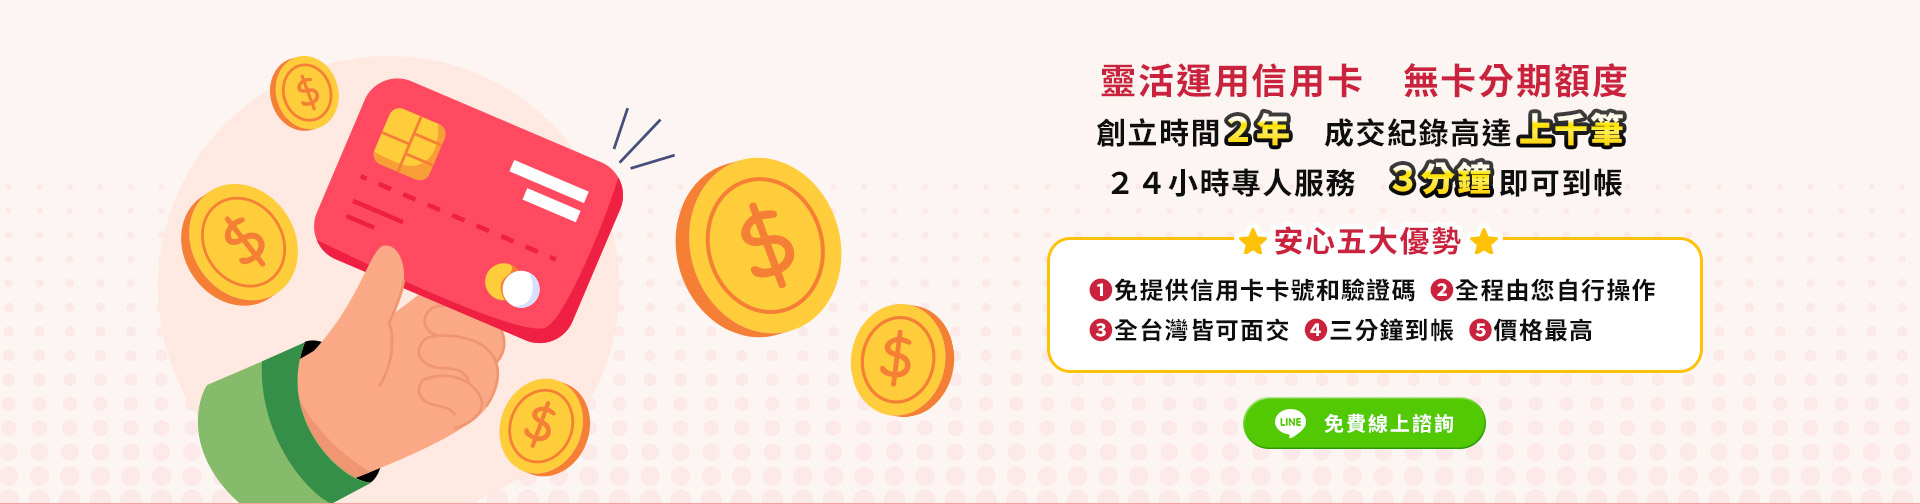 靈活運用信用卡　無卡分期額度
創立時間2年　成交紀錄高達上千筆
２４小時專人服務　3分鐘即可到帳
安心五大優勢
❶免提供信用卡卡號和驗證碼 ❷全程由您自行操作
❸全台灣皆可面交 ❹三分鐘到帳 ❺價格最高
LINE 免費線上諮詢